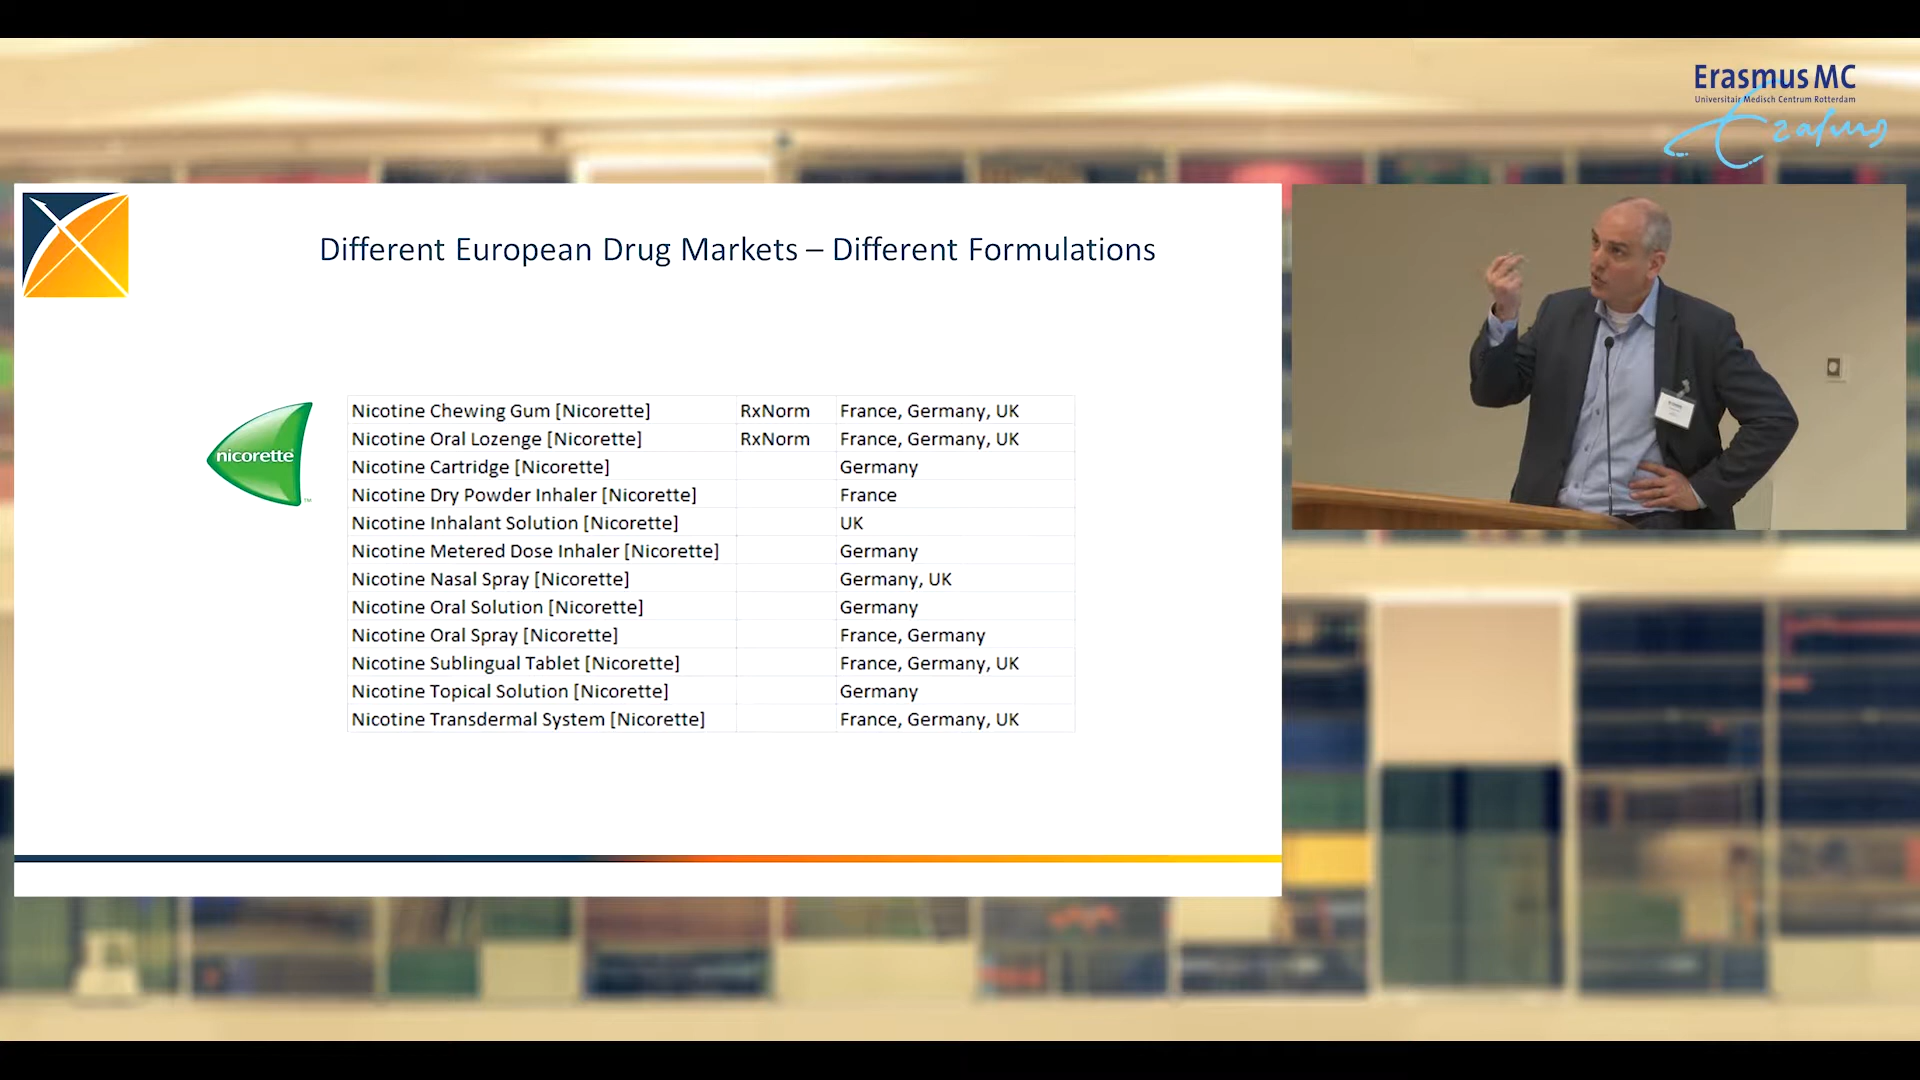 Erasmus MC
Universitair Medisch Centrum Rotterdam
Erasmus
Different European Drug Markets – Different Formulations
nicorette
TM
Nicotine Chewing Gum [Nicorette] RxNorm France, Germany, UK
Nicotine Oral Lozenge [Nicorette] RxNorm France, Germany, UK
Nicotine Cartridge [Nicorette] Germany
Nicotine Dry Powder Inhaler [Nicorette] France
Nicotine Inhalant Solution [Nicorette] UK
Nicotine Metered Dose Inhaler [Nicorette] Germany
Nicotine Nasal Spray [Nicorette] Germany, UK
Nicotine Oral Solution [Nicorette] Germany
Nicotine Oral Spray [Nicorette] France, Germany
Nicotine Sublingual Tablet [Nicorette] France, Germany, UK
Nicotine Topical Solution [Nicorette] Germany
Nicotine Transdermal System [Nicorette] France, Germany, UK